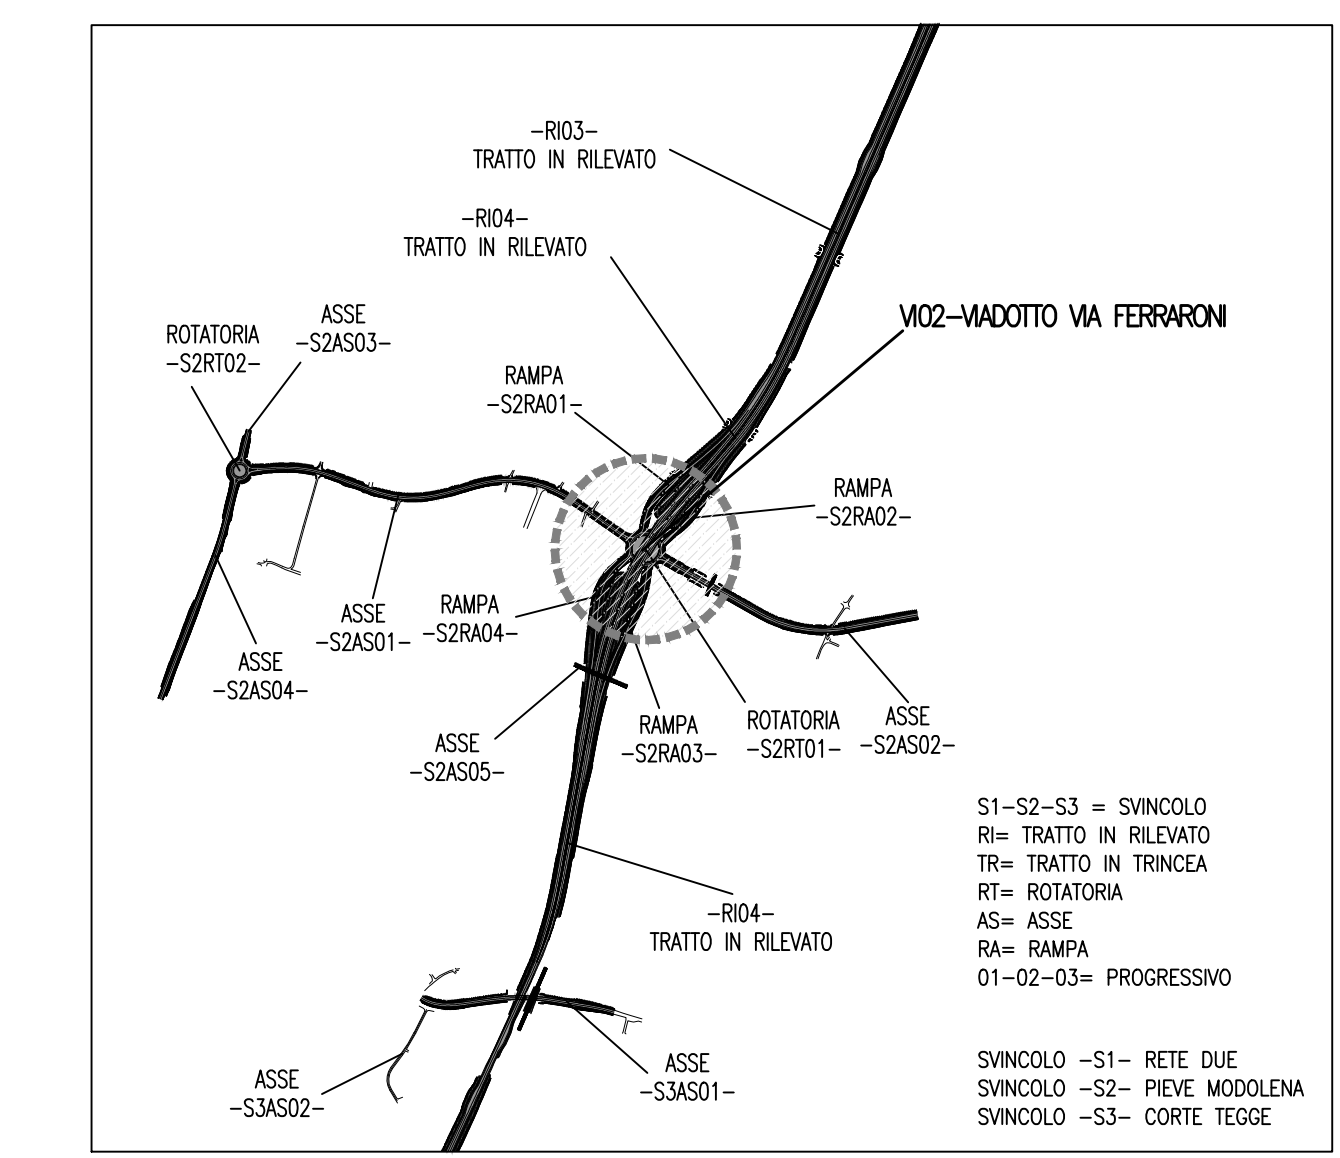 -RI03-
TRATTO IN RILEVATO
-RI04-
TRATTO IN RILEVATO
VI02-VIADOTTO VIA FERRARONI
ASSE
-S2AS03-
ROTATORIA
-S2RT02-
RAMPA
-S2RA01-
RAMPA
-S2RA02-
ASSE
-S2AS01-
RAMPA
-S2RA04-
ASSE
-S2AS04-
ASSE
-S2AS05-
RAMPA
-S2RA03-
ROTATORIA
-S2RT01-
ASSE
-S2AS02-
S1-S2-S3 = SVINCOLO
RI= TRATTO IN RILEVATO
TR= TRATTO IN TRINCEA
RT= ROTATORIA
AS= ASSE
RA= RAMPA
01-02-03= PROGRESSIVO
-RI04-
TRATTO IN RILEVATO
ASSE
-S3AS02-
ASSE
-S3AS01-
SVINCOLO -S1- RETE DUE
SVINCOLO -S2- PIEVE MODOLENA
SVINCOLO -S3- CORTE TEGGE